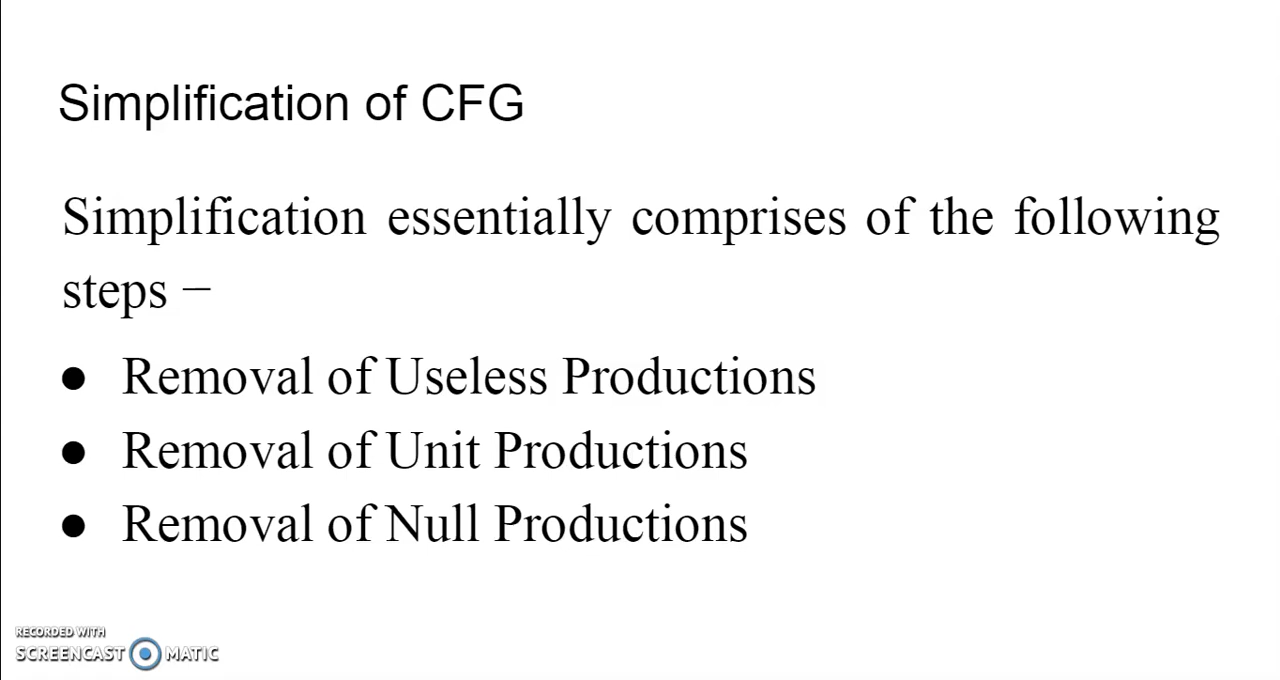 Simplification of CFG
Simplification essentially comprises of the following
steps −
● Removal of Useless Productions
● Removal of Unit Productions
● Removal of Null Productions
RECORDED WITH
SCREENCAST MATIC